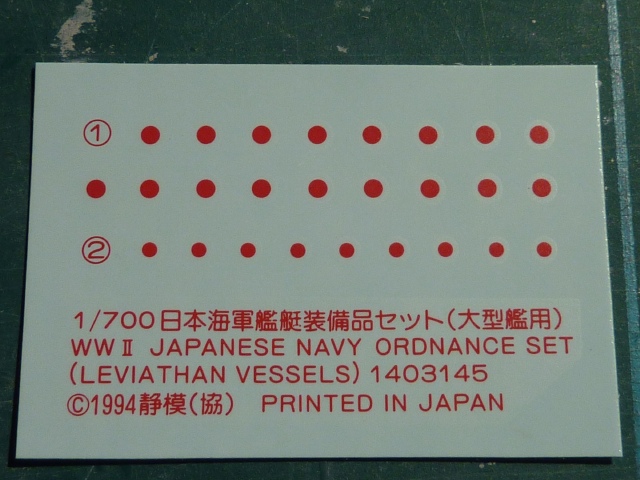 ①
②
1/700日本海軍艦艇装備品セット(大型艦用)
WWⅡ JAPANESE NAVY ORDNANCE SET
(LEVIATHAN VESSELS) 1403145
©1994静模(協) PRINTED IN JAPAN